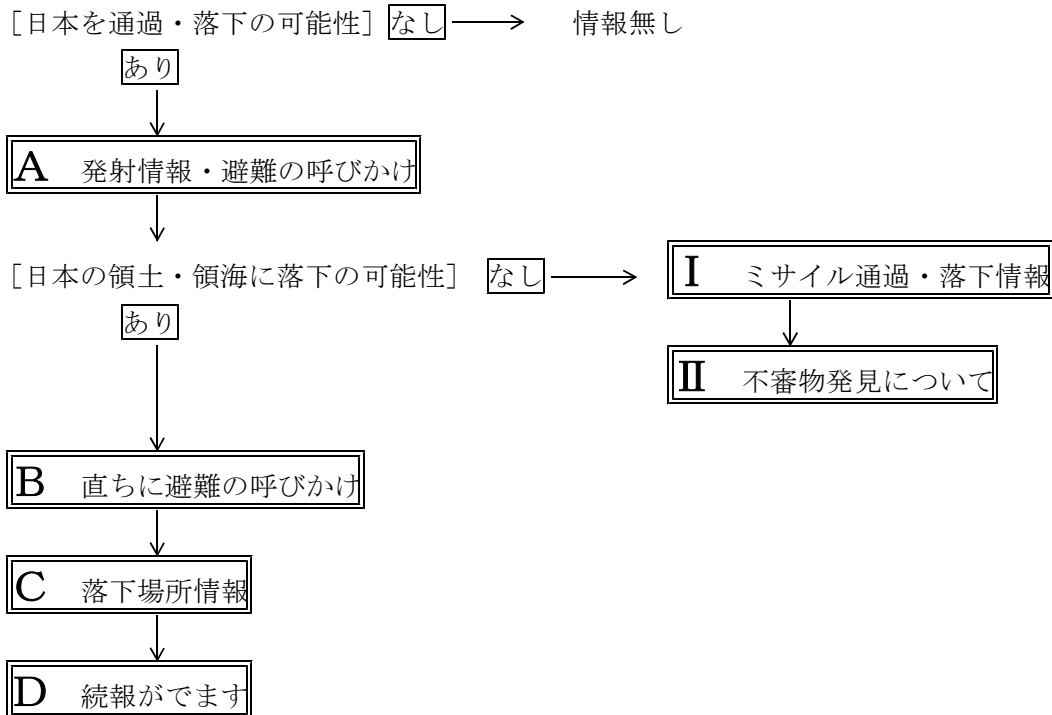 [日本を通過・落下の可能性] なし 情報無し
あり
A 発射情報・避難の呼びかけ
[日本の領土・領海に落下の可能性] なし
あり
I ミサイル通過・落下情報
II 不審物発見について
B 直ちに避難の呼びかけ
C 落下場所情報
D 続報がでます